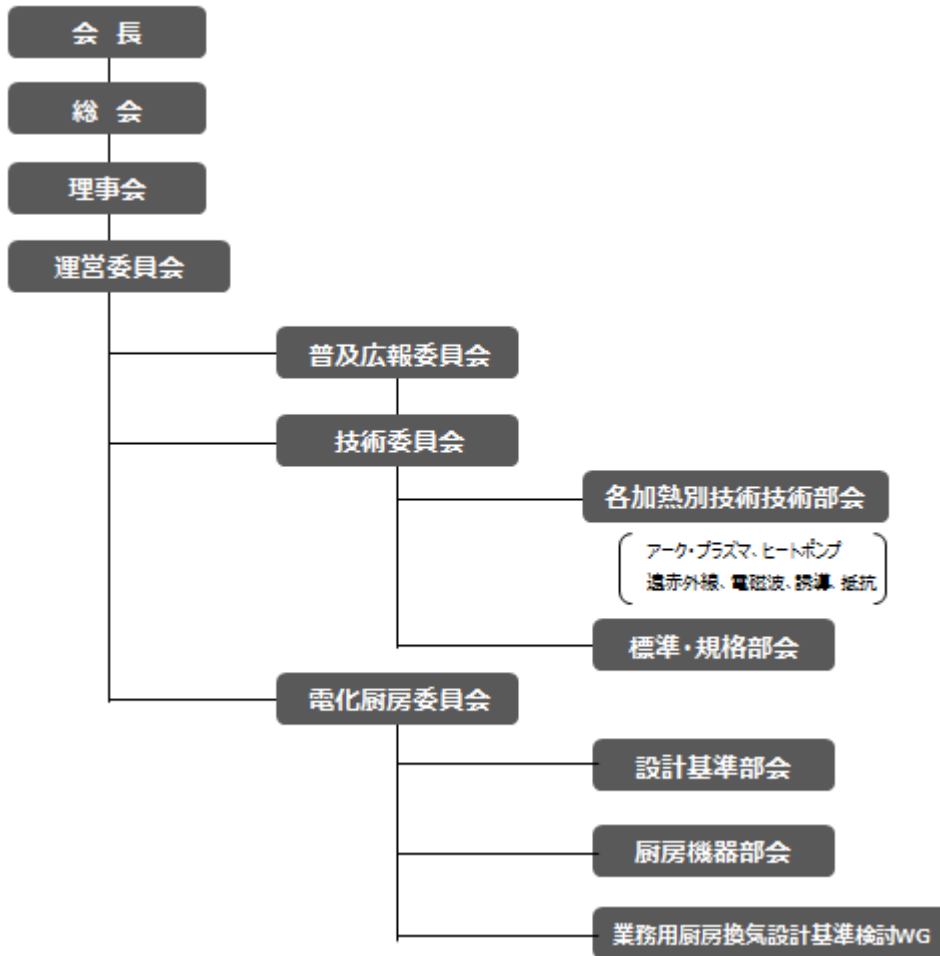 会 長
総 会
理事会
運営委員会
普及広報委員会
技術委員会
各加熱別技術技術部会
アーク・プラズマ、ヒートポンプ
遠赤外線、電磁波、誘導、抵抗
標準・規格部会
電化厨房委員会
設計基準部会
厨房機器部会
業務用厨房換気設計基準検討WG